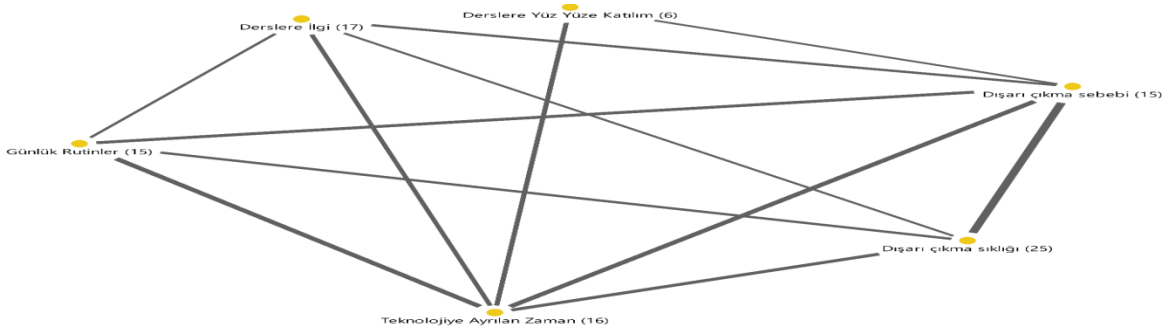 Derslere Yüz Yüze Katılım (6)
Derslere İlgi (17)
Dışarı çıkma sebebi (15)
Günlük Rutinler (15)
Dışarı çıkma sıklığı (25)
Teknolojiye Ayrılan Zaman (16)